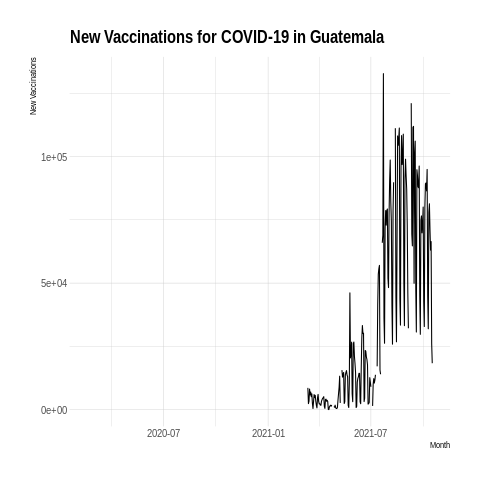 New Vaccinations for COVID-19 in Guatemala
New Vaccinations
1e+05
5e+04
0e+00
2020-07
2021-01
2021-07
Month